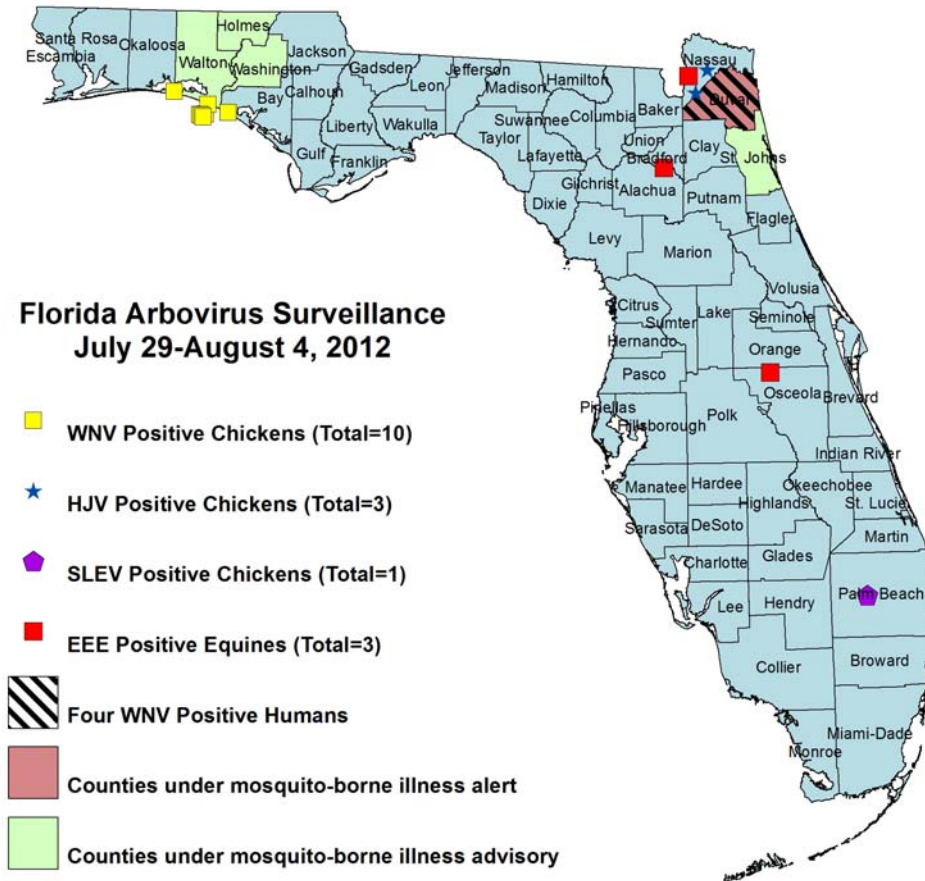 Holmes
Santa Rosa
Escambia
Okaloosa
Walton
Washington
Jackson
Bay
Calhoun
Gadsden
Leon
Jefferson
Madison
Hamilton
Liberty
Wakulla
Gulf
Franklin
Taylor
Suwannee
Columbia
Baker
Nassau
Duval
Lafayette
Union
Bradford
Clay
St.
Johns
Gilchrist
Alachua
Dixie
Putnam
Flagler
Levy
Marion
Volusia
Citrus
Sumter
Lake
Seminole
Hernando
Orange
Pasco
Osceola
Brevard
Pinellas
Hillsborough
Polk
Indian River
Manatee
Hardee
Highlands
Okeechobee
St. Lucie
Sarasota
DeSoto
Martin
Charlotte
Glades
Lee
Hendry
Palm Beach
Collier
Broward
Monroe
Miami-Dade
Florida Arbovirus Surveillance
July 29-August 4, 2012
WNV Positive Chickens (Total=10)
HJV Positive Chickens (Total=3)
SLEV Positive Chickens (Total=1)
EEE Positive Equines (Total=3)
Four WNV Positive Humans
Counties under mosquito-borne illness alert
Counties under mosquito-borne illness advisory